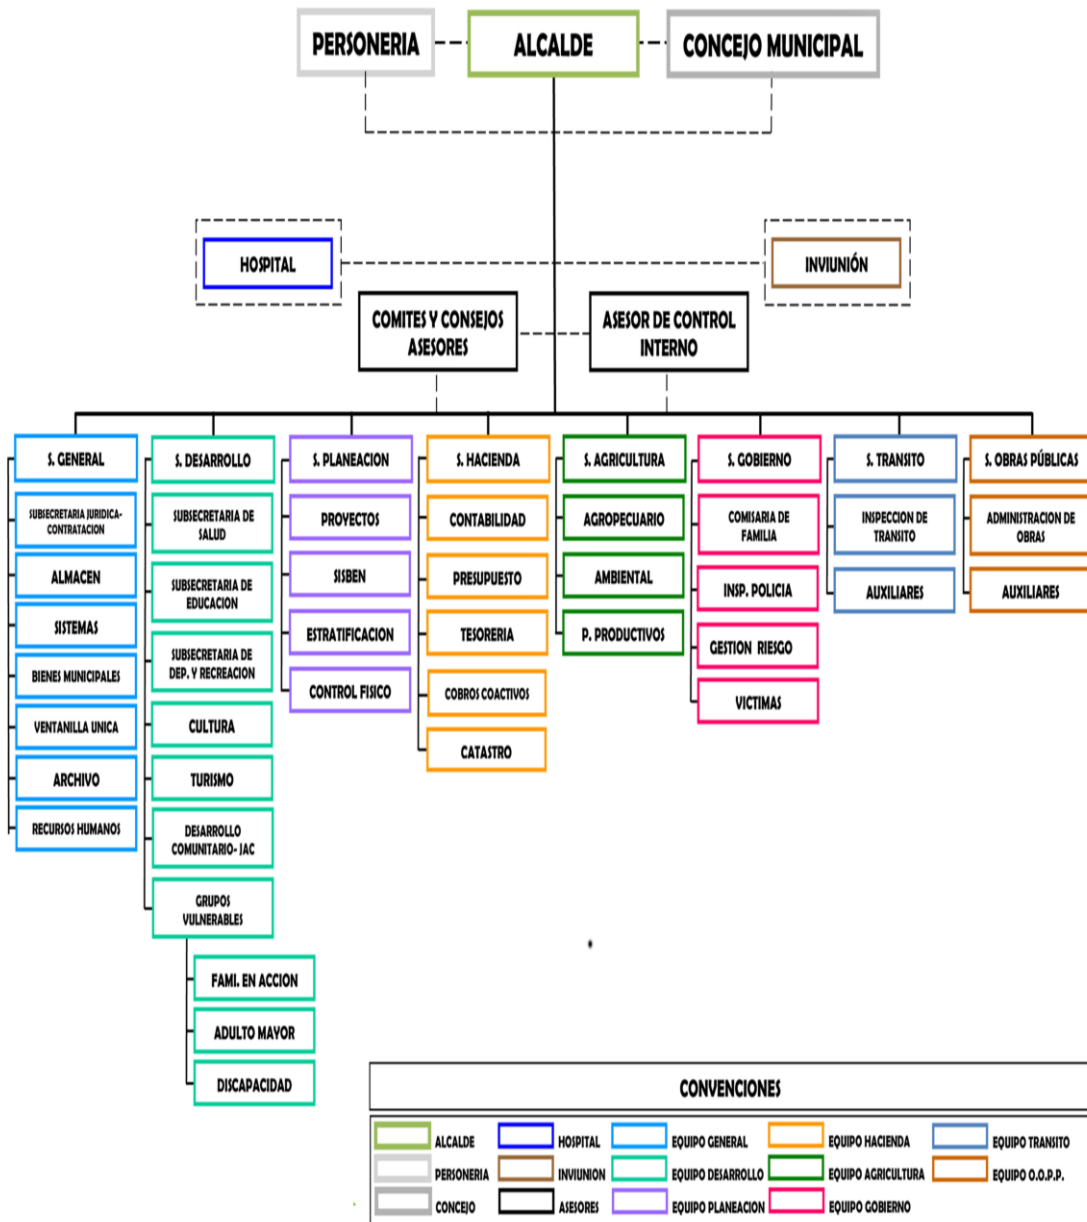 PERSONERIA
ALCALDE
CONCEJO MUNICIPAL
HOSPITAL
INVIUNIÓN
COMITES Y CONSEJOS
ASESORES
ASESOR DE CONTROL
INTERNO
S. GENERAL
SUBSECRETARIA JURIDICA-
CONTRATACION
ALMACEN
SISTEMAS
BIENES MUNICIPALES
VENTANILLA UNICA
ARCHIVO
RECURSOS HUMANOS
S. DESARROLLO
SUBSECRETARIA DE
SALUD
SUBSECRETARIA DE
EDUCACION
SUBSECRETARIA DE
DEP. Y RECREACION
CULTURA
TURISMO
DESARROLLO
COMUNITARIO- JAC
GRUPOS
VULNERABLES
FAMI. EN ACCION
ADULTO MAYOR
DISCAPACIDAD
S. PLANEACION
PROYECTOS
SISBEN
ESTRATIFICACION
CONTROL FISICO
S. HACIENDA
CONTABILIDAD
PRESUPUESTO
TESORERIA
COBROS COACTIVOS
CATASTRO
S. AGRICULTURA
AGROPECUARIO
AMBIENTAL
P. PRODUCTIVOS
S. GOBIERNO
COMISARIA DE
FAMILIA
INSP. POLICIA
GESTION RIESGO
VICTIMAS
S. TRANSITO
INSPECCION DE
TRANSITO
AUXILIARES
S. OBRAS PÚBLICAS
ADMINISTRACION DE
OBRAS
AUXILIARES
CONVENCIONES
ALCALDE
PERSONERIA
CONCEJO
HOSPITAL
INVIUNION
ASESORES
EQUIPO GENERAL
EQUIPO DESARROLLO
EQUIPO PLANEACION
EQUIPO HACIENDA
EQUIPO AGRICULTURA
EQUIPO GOBIERNO
EQUIPO TRANSITO
EQUIPO O.O.P.P.